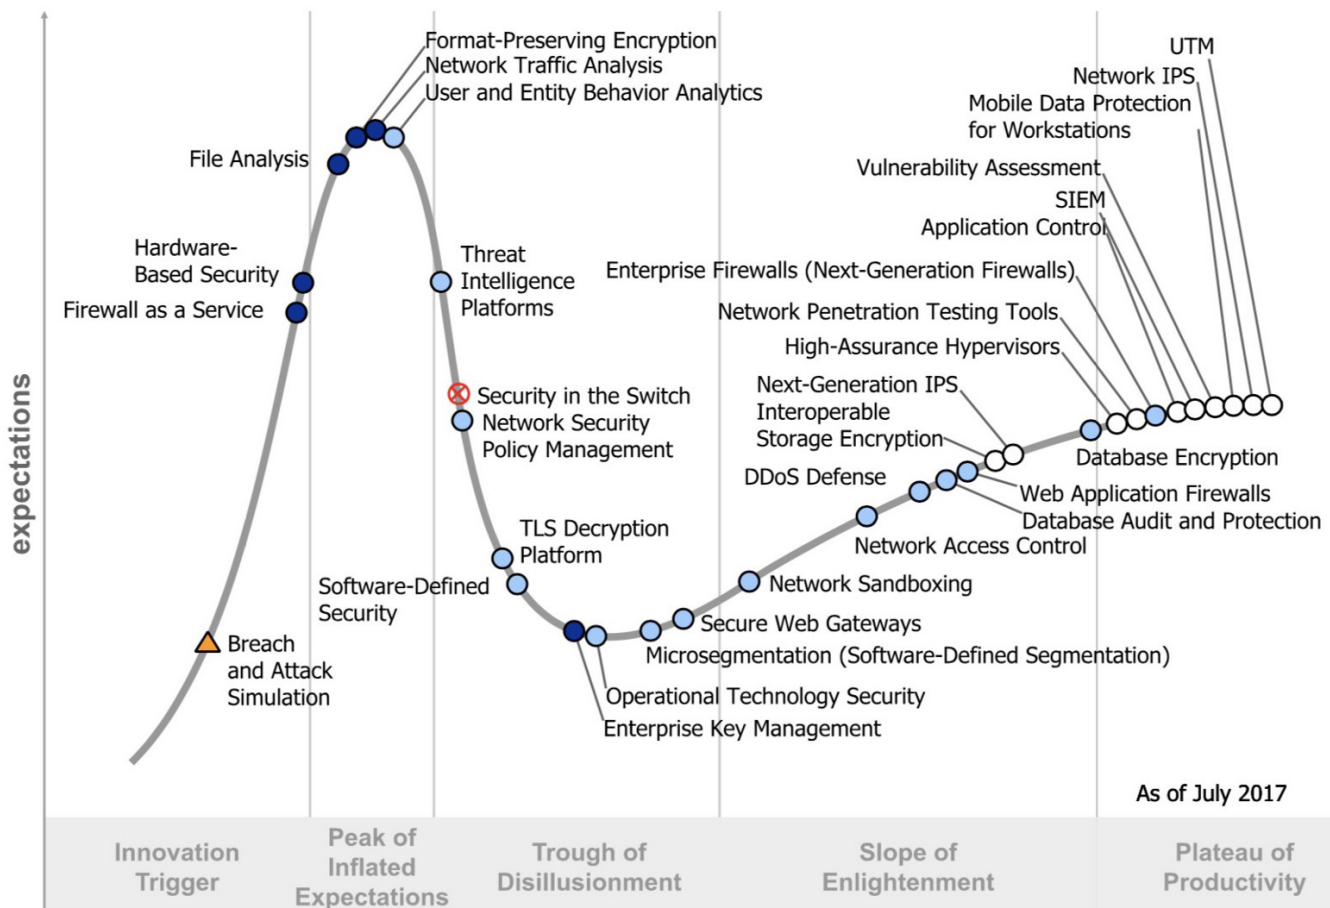 Format-Preserving Encryption
Network Traffic Analysis
User and Entity Behavior Analytics
File Analysis
Hardware-
Based Security
Firewall as a Service
Threat
Intelligence
Platforms
Security in the Switch
Network Security
Policy Management
TLS Decryption
Platform
Software-Defined
Security
Breach
and Attack
Simulation
UTM
Network IPS
Mobile Data Protection
for Workstations
Vulnerability Assessment
SIEM
Application Control
Enterprise Firewalls (Next-Generation Firewalls)
Network Penetration Testing Tools
High-Assurance Hypervisors
Next-Generation IPS
Interoperable
Storage Encryption
DDoS Defense
Database Encryption
Web Application Firewalls
Database Audit and Protection
Network Access Control
Network Sandboxing
Secure Web Gateways
Microsegmentation (Software-Defined Segmentation)
Operational Technology Security
Enterprise Key Management
expectations
As of July 2017
Innovation
Trigger
Peak of
Inflated
Expectations
Trough of
Disillusionment
Slope of
Enlightenment
Plateau of
Productivity